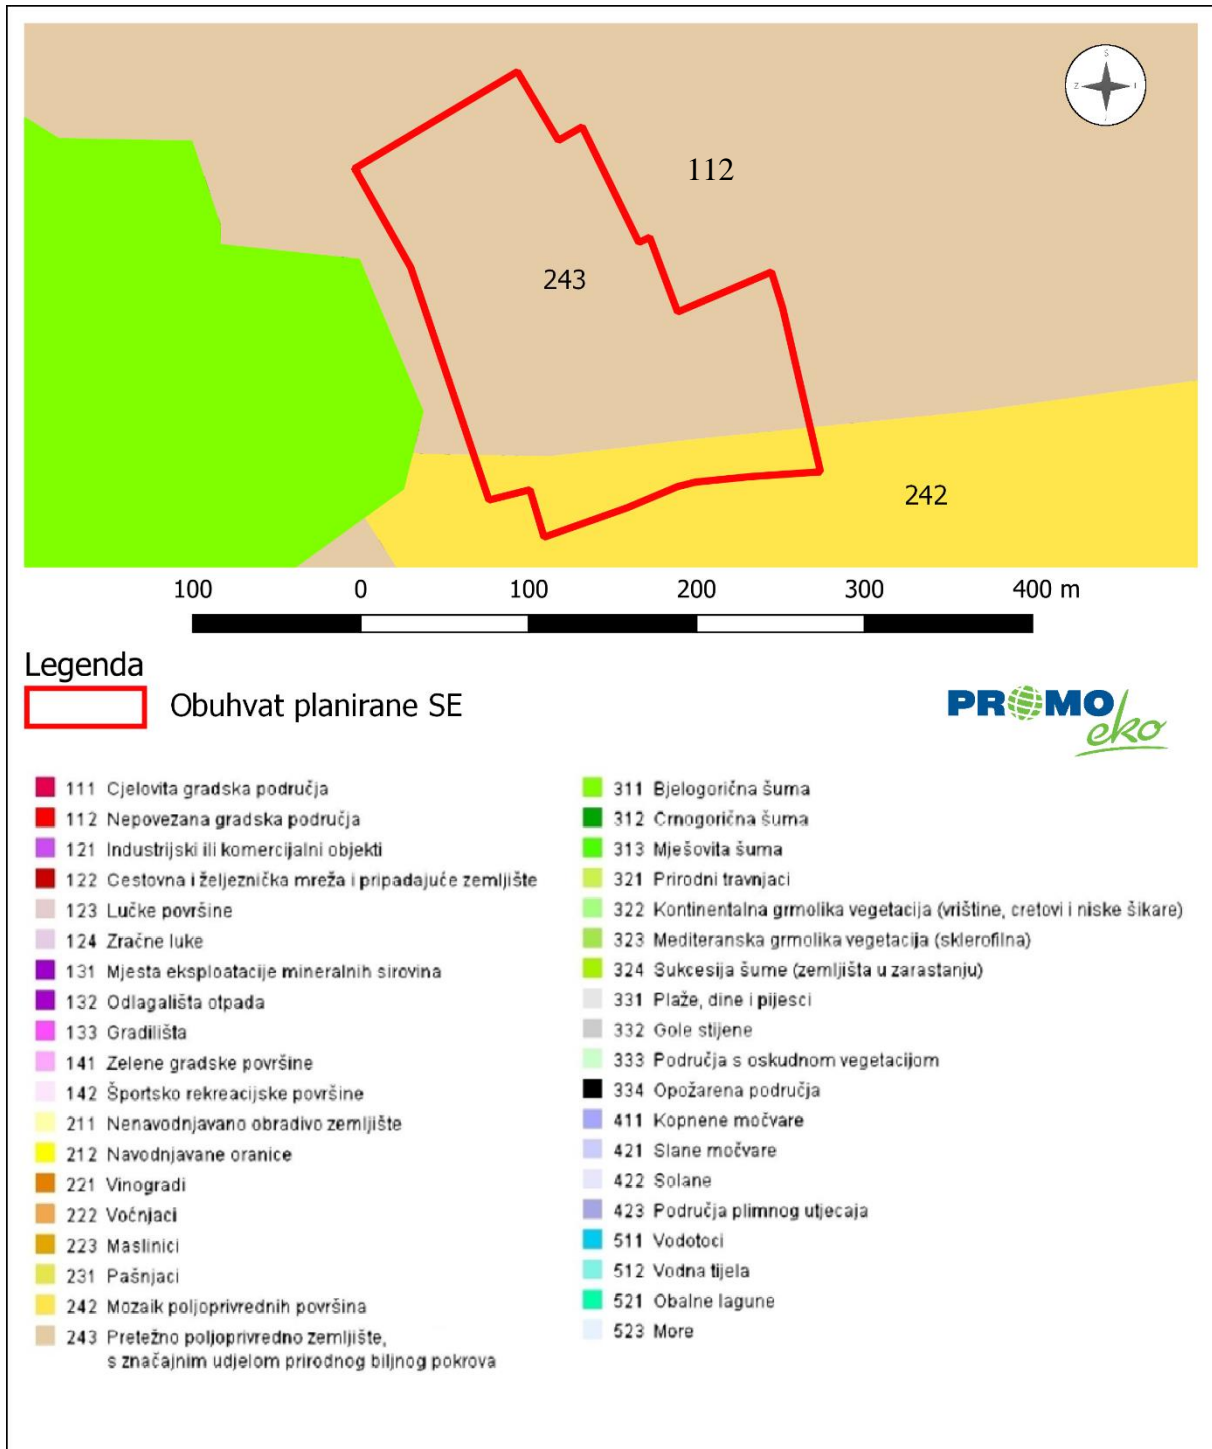 S
Z I
J
112
243
242
100 0 100 200 300 400 m
Legenda
Obuhvat planirane SE
PROMO
eko
111 Cjelovita gradska područja
112 Nepovezana gradska područja
121 Industrijski ili komercijalni objekti
122 Cestovna i željeznička mreža i pripadajuće zemljište
123 Lučke površine
124 Zračne luke
131 Mjesta eksploatacije mineralnih sirovina
132 Odlagališta otpada
133 Gradilišta
141 Zelene gradske površine
142 Športsko rekreacijske površine
211 Nenavodnjavano obradivo zemljište
212 Navodnjavane oranice
221 Vinogradi
222 Voćnjaci
223 Maslinici
231 Pašnjaci
242 Mozaik poljoprivrednih površina
243 Pretežno poljoprivredno zemljište,
s značajnim udjelom prirodnog biljnog pokrova
311 Bjelogorična šuma
312 Crnogorična šuma
313 Mješovita šuma
321 Prirodni travnjaci
322 Kontinentalna grmolika vegetacija (vrištine, cretovi i niske šikare)
323 Mediteranska grmolika vegetacija (sklerofilna)
324 Sukcesija šume (zemljišta u zarastanju)
331 Plaže, dine i pijesci
332 Gole stijene
333 Područja s oskudnom vegetacijom
334 Opožarena područja
411 Kopnene močvare
421 Slane močvare
422 Solane
423 Područja plimnog utjecaja
511 Vodotoci
512 Vodna tijela
521 Obalne lagune
523 More